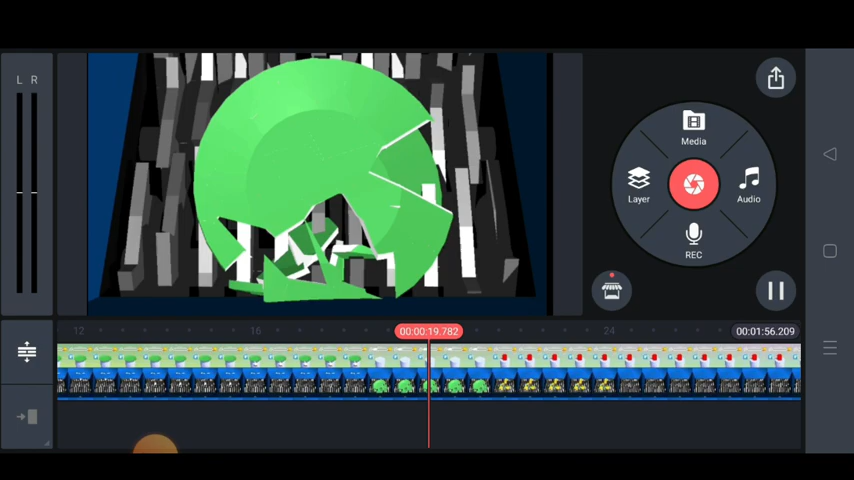 L R
Media
Layer
Audio
REC
12
16
00:00:19.782
24
00:01:56.209